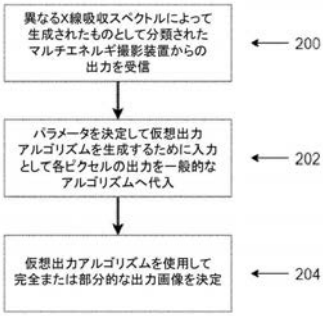 異なるX線吸収スペクトルによって
生成されたものとして分類された
マルチエネルギ撮影装置からの
出力を受信
200
パラメータを決定して仮想出力
アルゴリズムを生成するために入力
として各ピクセルの出力を一般的な
アルゴリズムへ代入
202
仮想出力アルゴリズムを使用して
完全または部分的な出力画像を決定
204